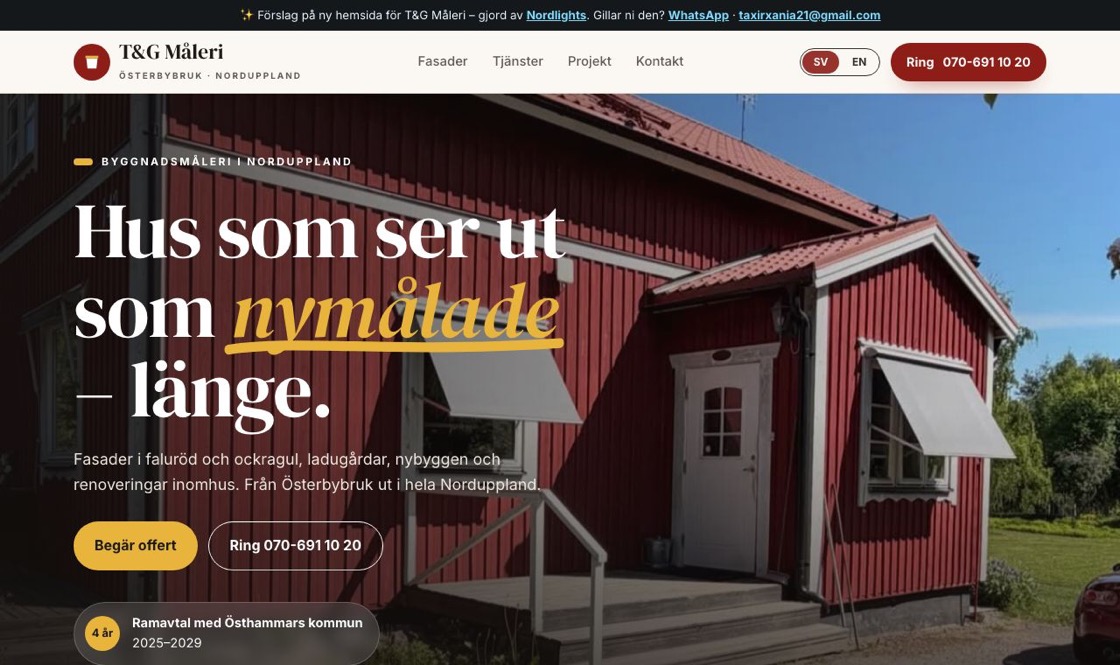 ✨ Förslag på ny hemsida för T&G Måleri – gjord av Nordlights. Gillar ni den? WhatsApp · taxirxania21@gmail.com
T&G Måleri
ÖSTERBYBRUK · NORDUPPLAND
Fasader Tjänster Projekt Kontakt
SV EN
Ring 070-691 10 20
BYGGNADSMÅLERI I NORDUPPLAND
Hus som ser ut
som nymålade
– länge.
Fasader i faluröd och ockragul, ladugårdar, nybyggen och
renoveringar inomhus. Från Österbybruk ut i hela Norduppland.
Begär offert
Ring 070-691 10 20
4 år
Ramavtal med Östhammars kommun
2025–2029